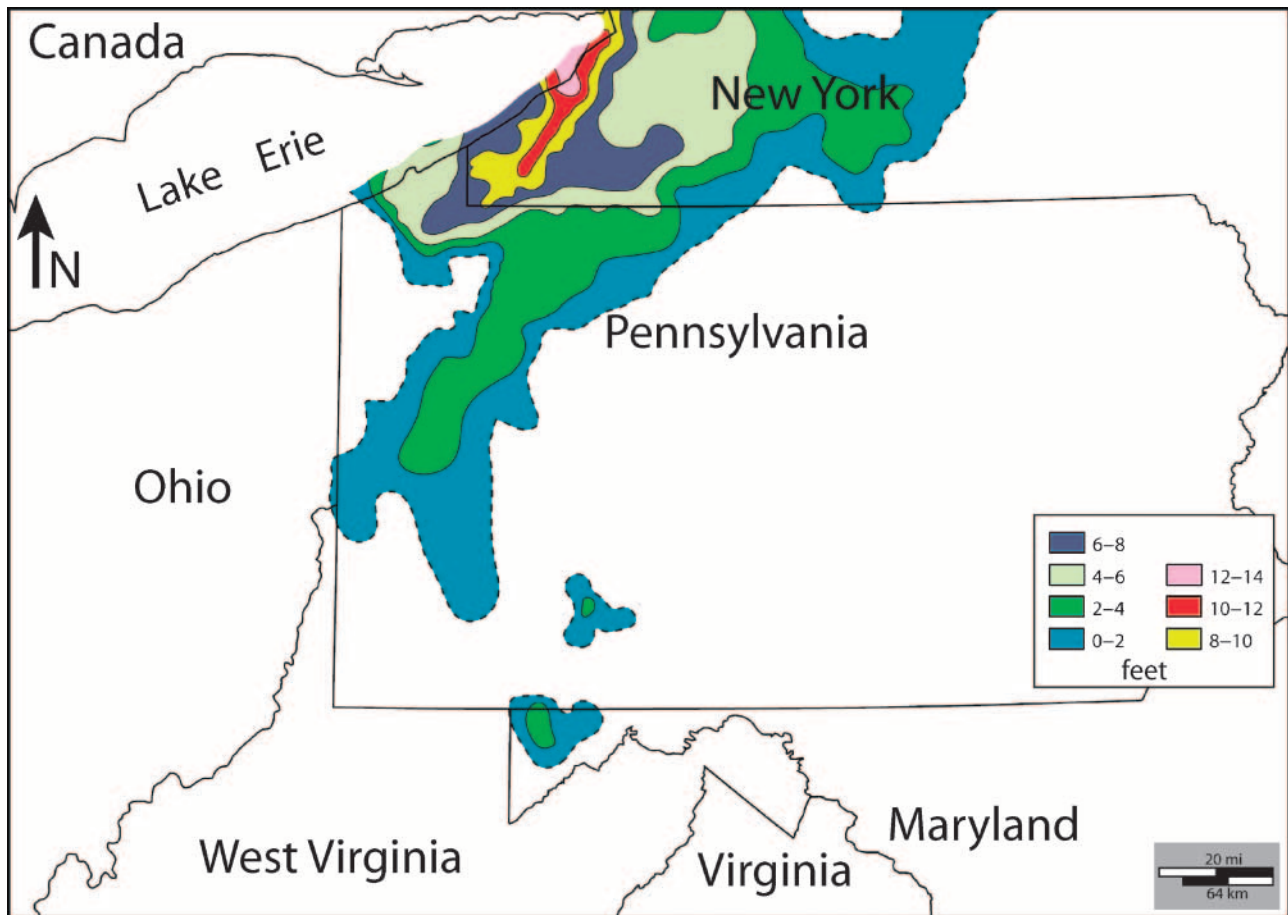 Canada
New York
Lake Erie
N
Pennsylvania
Ohio
6–8
4–6
12–14
2–4
10–12
0–2
8–10
feet
Maryland
West Virginia
Virginia
20 mi
64 km